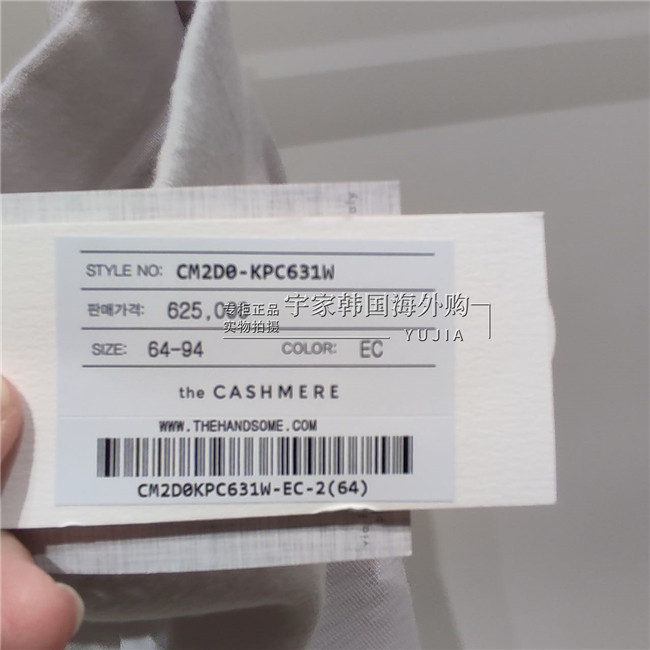 STYLE NO: CM2D0-KPC631W
판매가격: 625,000
专柜正品 宇家韩国海外购
实物拍摄 YUJIA
SIZE: 64-94 COLOR: EC
the CASHMERE
WWW.THEHANDSOME.COM
CM2D0KPC631W-EC-2(64)